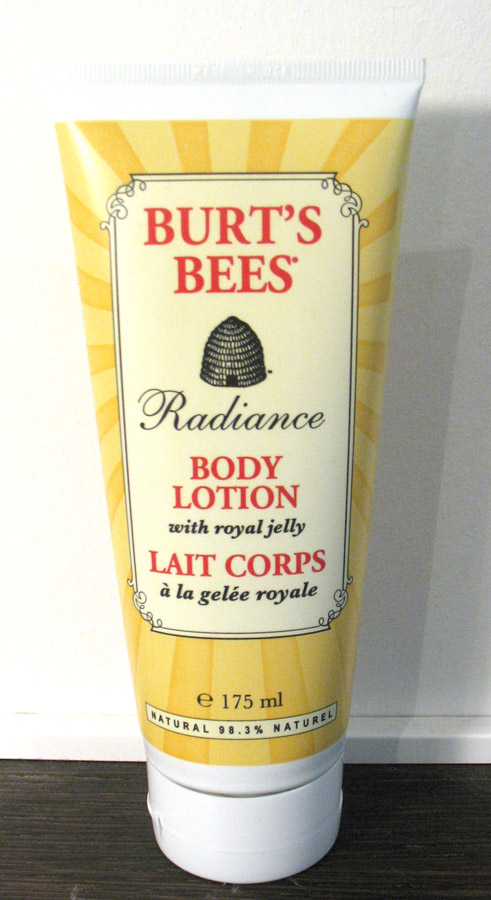 BURT'S
BEES®
Radiance
BODY
LOTION
with royal jelly
LAIT CORPS
à la gelée royale
℮ 175 ml
NATURAL 98.3% NATUREL